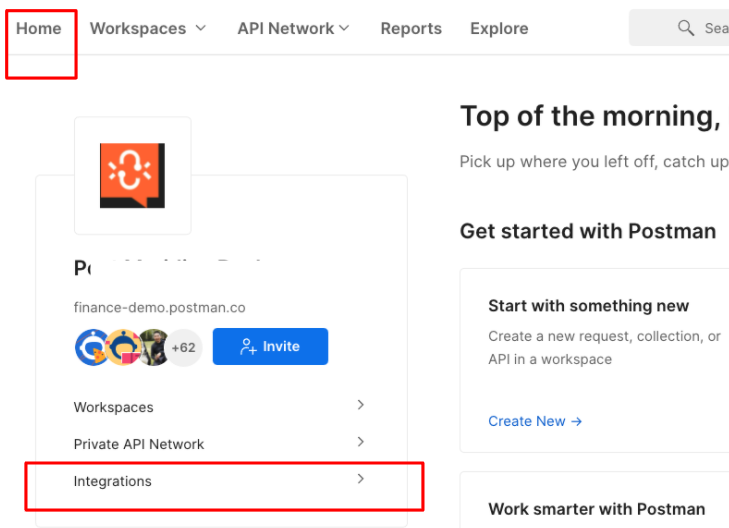 Home Workspaces API Network Reports Explore
Top of the morning,
Pick up where you left off, catch up
Get started with Postman
finance-demo.postman.co
+62 Invite
Workspaces
Private API Network
Integrations
Start with something new
Create a new request, collection, or
API in a workspace
Create New →
Work smarter with Postman